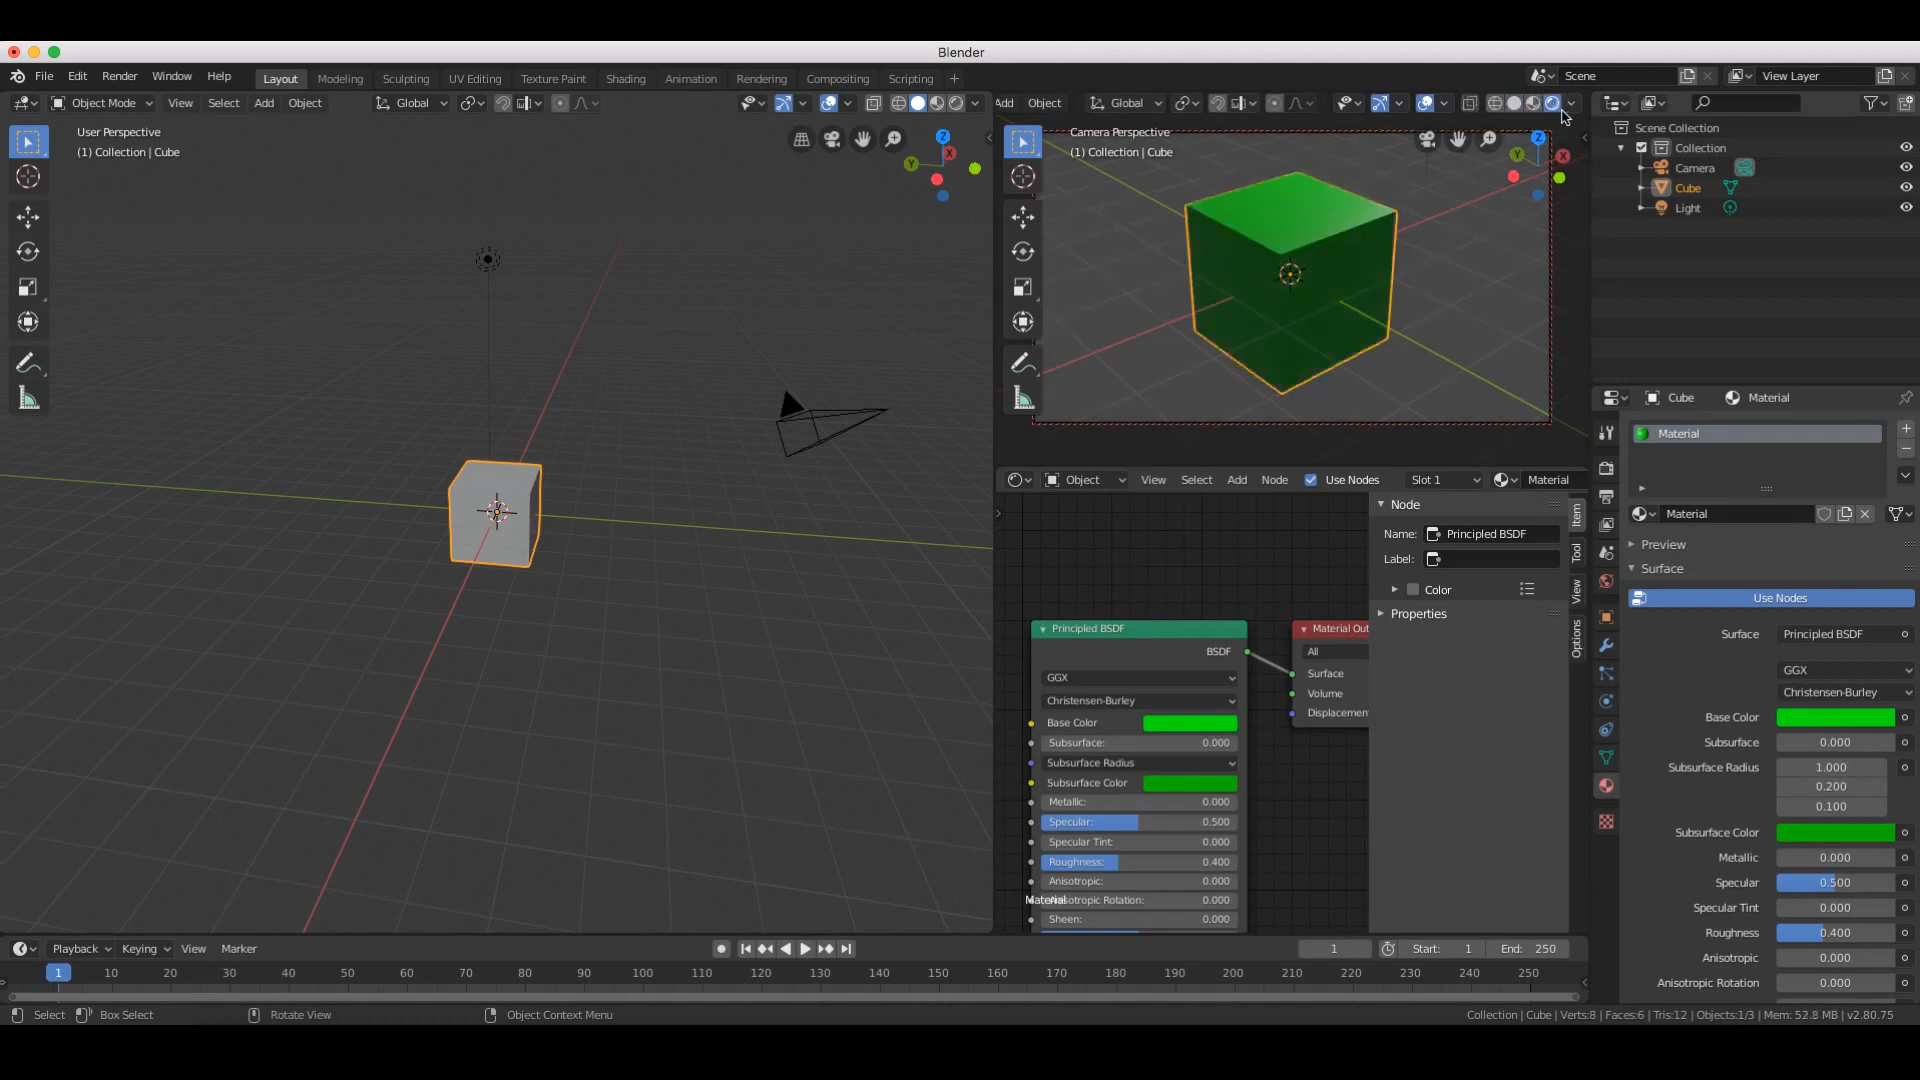 Blender
File Edit Render Window Help Layout Modeling Sculpting UV Editing Texture Paint Shading Animation Rendering Compositing Scripting + Scene View Layer
Object Mode View Select Add Object Global Add Object Global
User Perspective
(1) Collection | Cube
Z
X
Y
Camera Perspective
(1) Collection | Cube
Z
X
Y
Scene Collection
Collection
Camera
Cube
Light
Cube Material
Material
Material
Preview
Surface
Use Nodes
Surface Principled BSDF
GGX
Christensen-Burley
Base Color
Subsurface 0.000
Subsurface Radius 1.000
0.200
0.100
Subsurface Color
Metallic 0.000
Specular 0.500
Specular Tint 0.000
Roughness 0.400
Anisotropic 0.000
Anisotropic Rotation 0.000
Object View Select Add Node Use Nodes Slot 1 Material
Node
Name: Principled BSDF
Label:
Color
Properties
Item
Tool
View
Options
Principled BSDF
BSDF
GGX
Christensen-Burley
Base Color
Subsurface: 0.000
Subsurface Radius
Subsurface Color
Metallic: 0.000
Specular: 0.500
Specular Tint: 0.000
Roughness: 0.400
Anisotropic: 0.000
Rotation: 0.000
Material
Sheen: 0.000
Material Out
All
Surface
Volume
Displacemen
Playback Keying View Marker 1 Start: 1 End: 250
1 10 20 30 40 50 60 70 80 90 100 110 120 130 140 150 160 170 180 190 200 210 220 230 240 250
Select Box Select Rotate View Object Context Menu Collection | Cube | Verts:8 | Faces:6 | Tris:12 | Objects:1/3 | Mem: 52.8 MB | v2.80.75